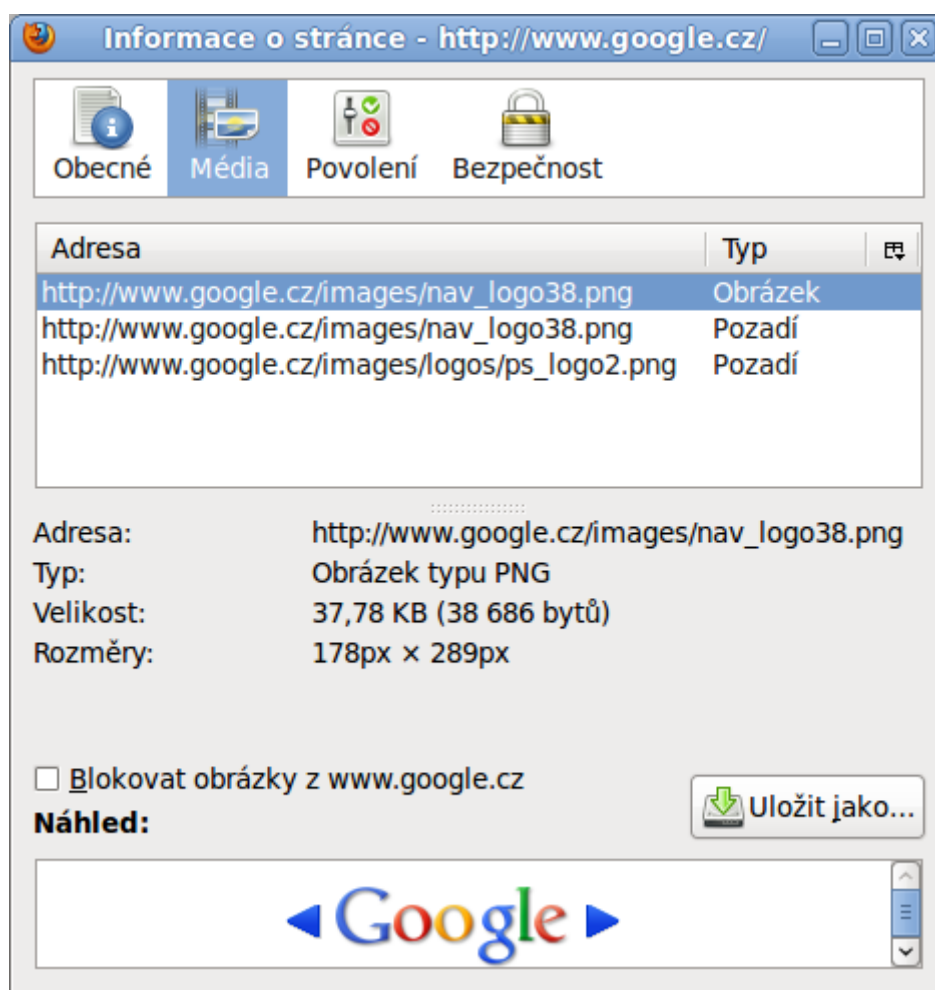 Informace o stránce - http://www.google.cz/
Obecné Média Povolení Bezpečnost
Adresa Typ
http://www.google.cz/images/nav_logo38.png Obrázek
http://www.google.cz/images/nav_logo38.png Pozadí
http://www.google.cz/images/logos/ps_logo2.png Pozadí
Adresa: http://www.google.cz/images/nav_logo38.png
Typ: Obrázek typu PNG
Velikost: 37,78 KB (38 686 bytů)
Rozměry: 178px × 289px
Blokovat obrázky z www.google.cz
Uložit jako...
Náhled:
Google